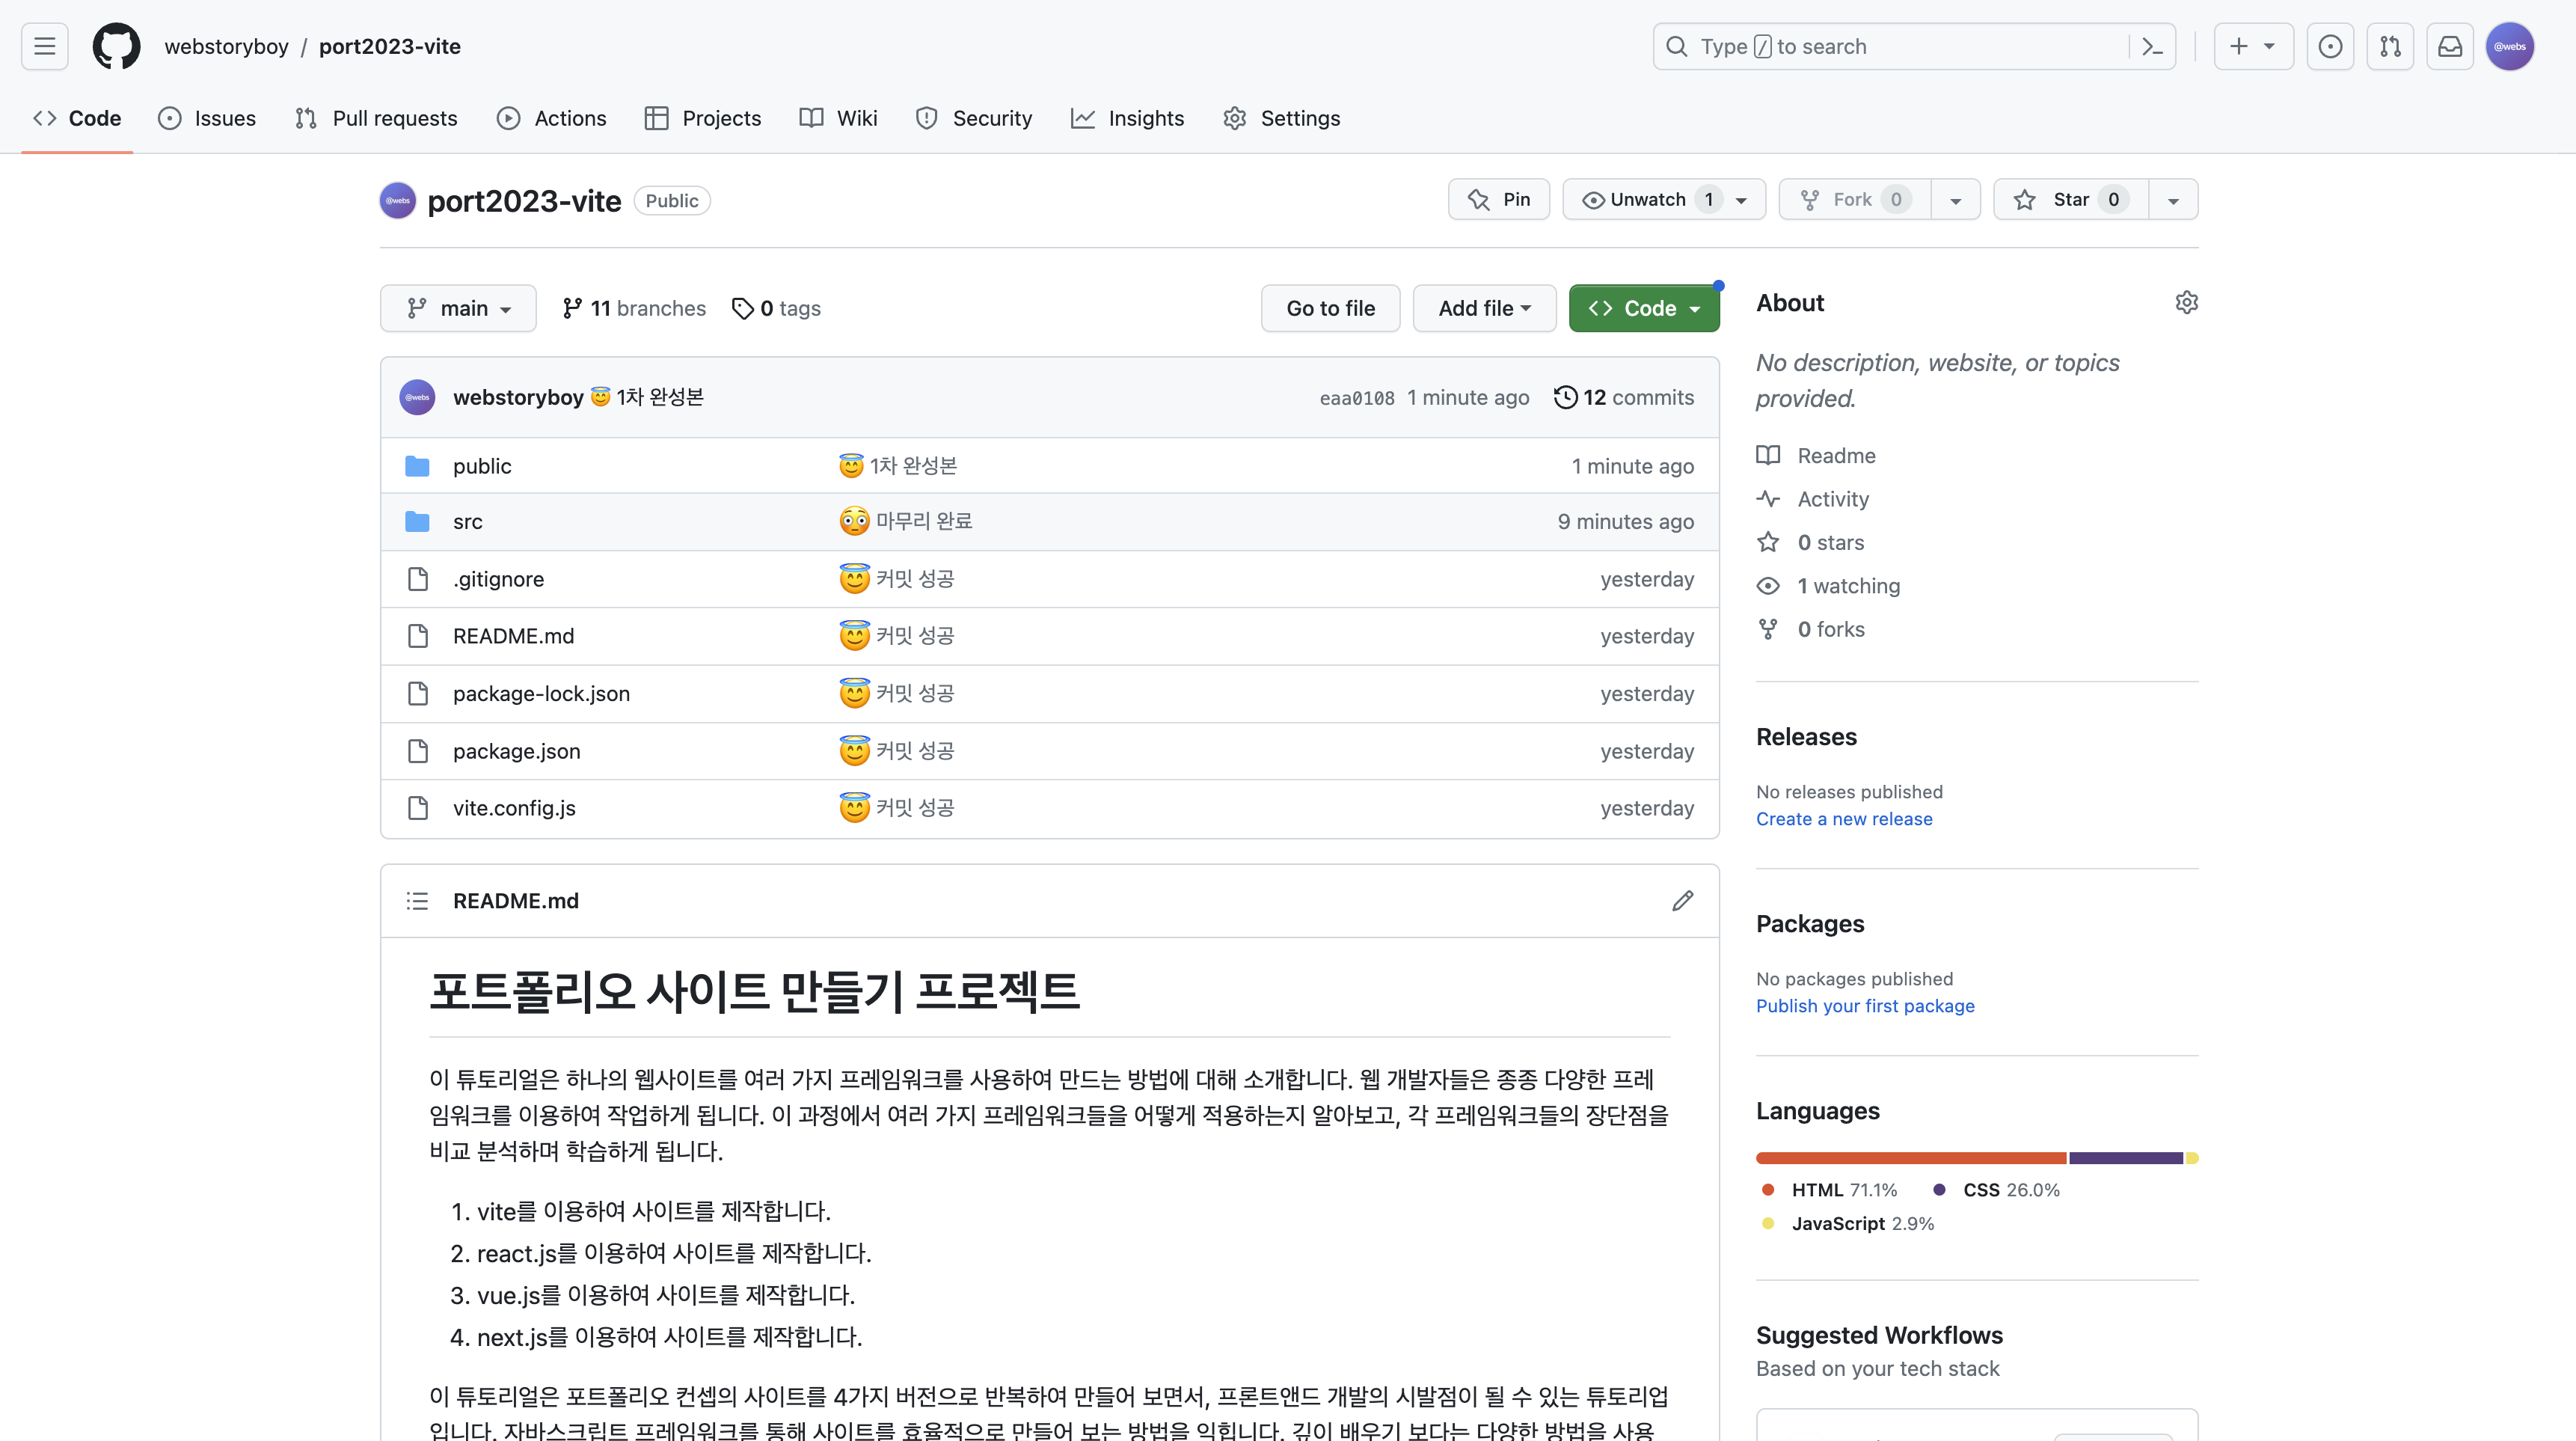 webstoryboy / port2023-vite
Type / to search
@webs
Code Issues Pull requests Actions Projects Wiki Security Insights Settings
@webs port2023-vite Public
Pin Unwatch 1 Fork 0 Star 0
main 11 branches 0 tags
Go to file Add file Code
@webs webstoryboy 😇 1차 완성본 eaa0108 1 minute ago 12 commits
public 😇 1차 완성본 1 minute ago
src 😳 마무리 완료 9 minutes ago
.gitignore 😇 커밋 성공 yesterday
README.md 😇 커밋 성공 yesterday
package-lock.json 😇 커밋 성공 yesterday
package.json 😇 커밋 성공 yesterday
vite.config.js 😇 커밋 성공 yesterday
README.md
포트폴리오 사이트 만들기 프로젝트
이 튜토리얼은 하나의 웹사이트를 여러 가지 프레임워크를 사용하여 만드는 방법에 대해 소개합니다. 웹 개발자들은 종종 다양한 프레
임워크를 이용하여 작업하게 됩니다. 이 과정에서 여러 가지 프레임워크들을 어떻게 적용하는지 알아보고, 각 프레임워크들의 장단점을
비교 분석하며 학습하게 됩니다.
1. vite를 이용하여 사이트를 제작합니다.
2. react.js를 이용하여 사이트를 제작합니다.
3. vue.js를 이용하여 사이트를 제작합니다.
4. next.js를 이용하여 사이트를 제작합니다.
이 튜토리얼은 포트폴리오 컨셉의 사이트를 4가지 버전으로 반복하여 만들어 보면서, 프론트앤드 개발의 시발점이 될 수 있는 튜토리업
입니다. 자바스크립트 프레임워크를 통해 사이트를 효율적으로 만들어 보는 방법을 익힙니다. 깊이 배우기 보다는 다양한 방법을 사용
About
No description, website, or topics
provided.
Readme
Activity
0 stars
1 watching
0 forks
Releases
No releases published
Create a new release
Packages
No packages published
Publish your first package
Languages
HTML 71.1% CSS 26.0%
JavaScript 2.9%
Suggested Workflows
Based on your tech stack